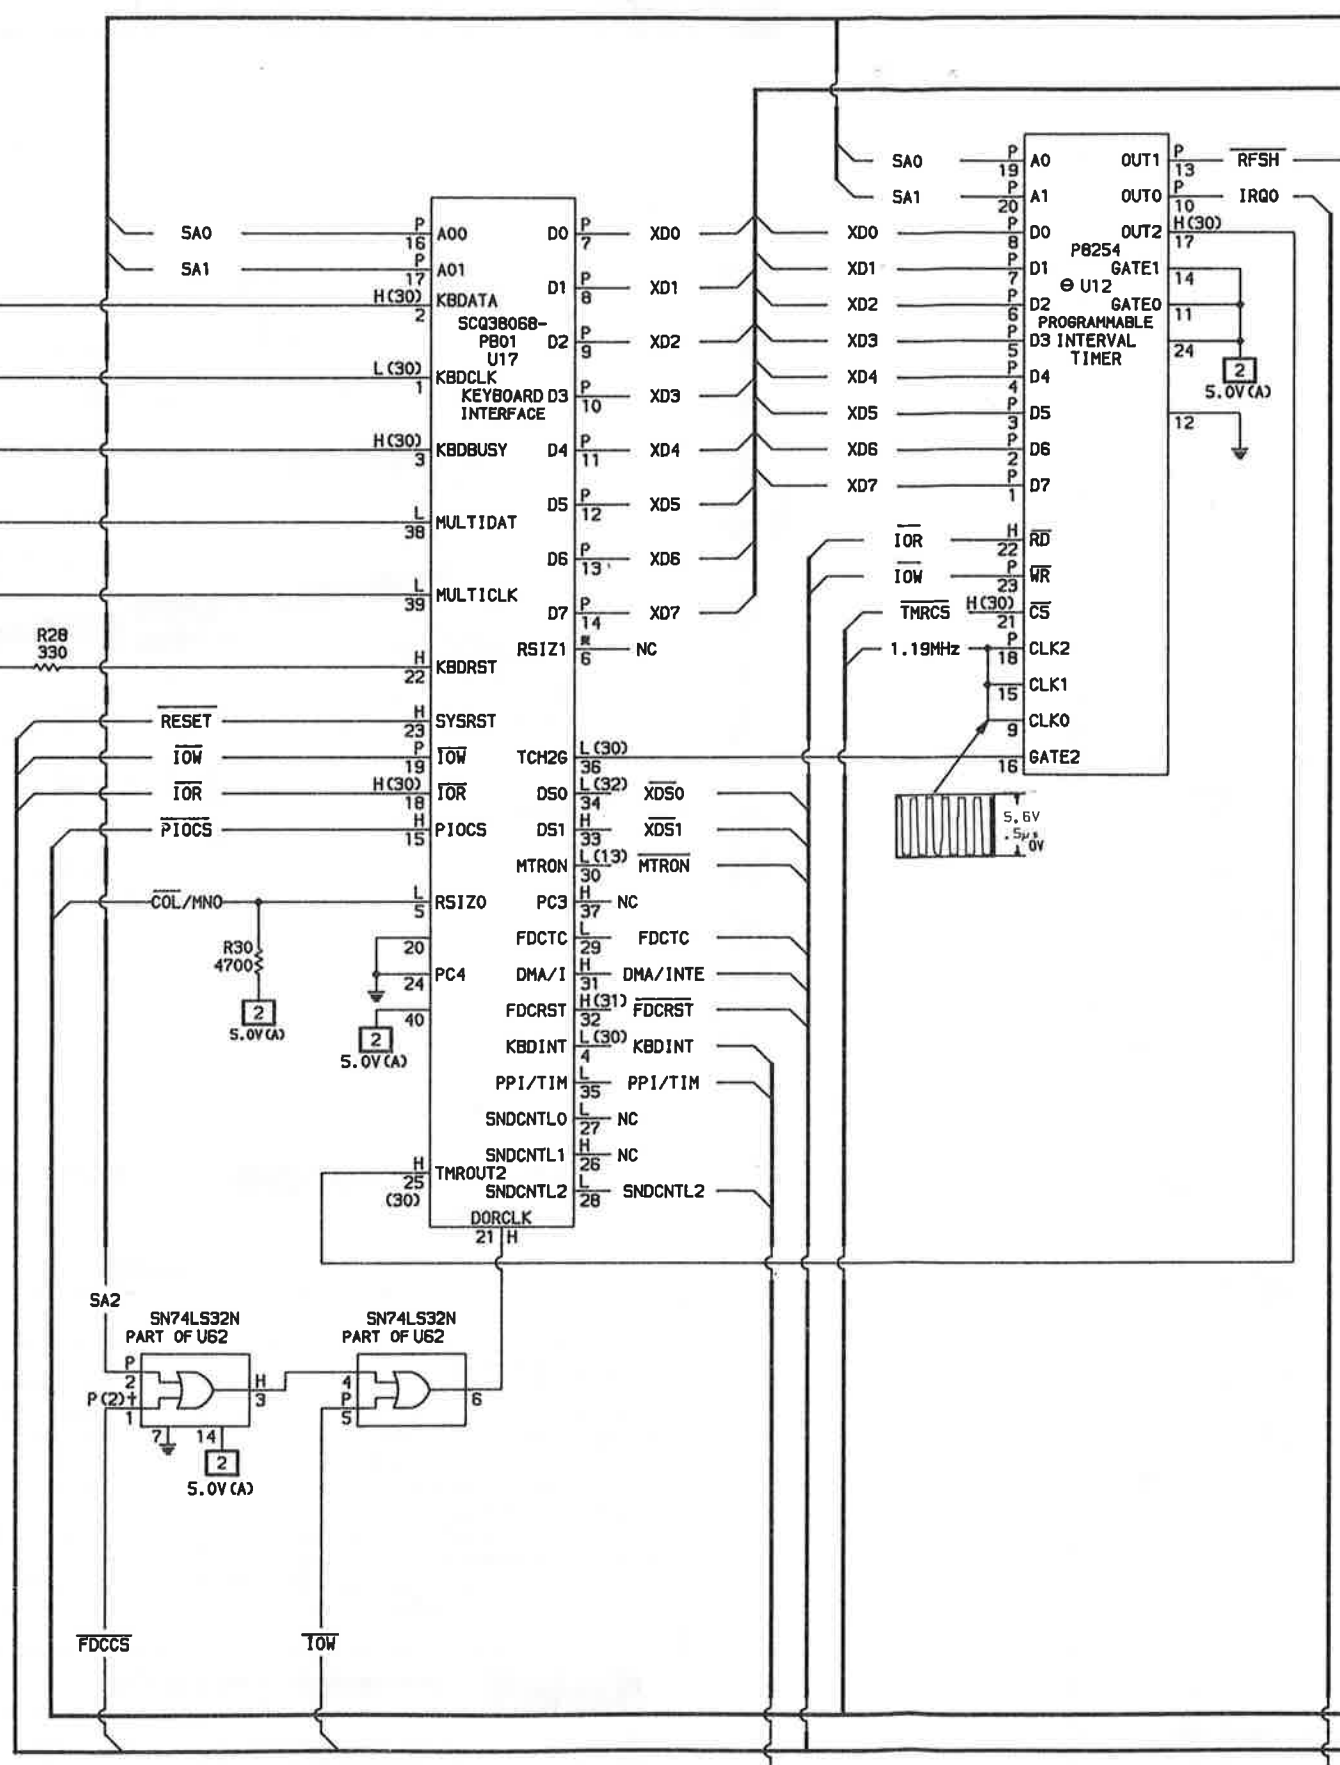 SA0 P 16 A00
SA1 P 17 A01
H(30) 2 KBDATA
L(30) 1 KBDCLK
H(30) 3 KBDBUSY
L 38 MULTIDAT
L 39 MULTICLK
R28
330
H 22 KBDRST
RESET H 23 SYSRST
IOW P 19 IOW
IOR H(30) 18 IOR
PIOCS H 15 PIOCS
COL/MNO L 5 RSIZ0
R30
4700
2
5.0V(A)
20
24 PC4
40
2
5.0V(A)
H 25 (30) TMROUT2
SCQ38068-
PB01
U17
KEYBOARD
INTERFACE
D0 P 7 XD0
D1 P 8 XD1
D2 P 9 XD2
D3 P 10 XD3
D4 P 11 XD4
D5 P 12 XD5
D6 P 13 XD6
D7 P 14 XD7
RSIZ1 * 6 NC
TCH2G L(30) 36
DS0 L(32) 34 XDS0
DS1 H 33 XDS1
MTRON L(13) 30 MTRON
PC3 H 37 NC
FDCTC L 29 FDCTC
DMA/I H 31 DMA/INTE
FDCRST H(31) 32 FDCRST
KBDINT L(30) 4 KBDINT
PPI/TIM L 35 PPI/TIM
SNDCNTL0 L 27 NC
SNDCNTL1 H 26 NC
SNDCNTL2 L 28 SNDCNTL2
DORCLK
21 H
SA0 P 19 A0
SA1 P 20 A1
XD0 P 8 D0
XD1 P 7 D1
XD2 P 6 D2
XD3 P 5 D3
XD4 P 4 D4
XD5 P 3 D5
XD6 P 2 D6
XD7 P 1 D7
IOR H 22 RD
IOW P 23 WR
TMRCS H(30) 21 CS
1.19MHz P 18 CLK2
15 CLK1
9 CLK0
16 GATE2
P8254
U12
PROGRAMMABLE
INTERVAL
TIMER
OUT1 P 13 RFSH
OUT0 P 10 IRQ0
OUT2 H(30) 17
GATE1 14
GATE0 11
24
2
5.0V(A)
12
5.6V
.5µs
0V
SA2
SN74LS32N
PART OF U62
P 2
P(2)† 1
H 3
7
14
2
5.0V(A)
SN74LS32N
PART OF U62
4
P 5
6
FDCCS
IOW